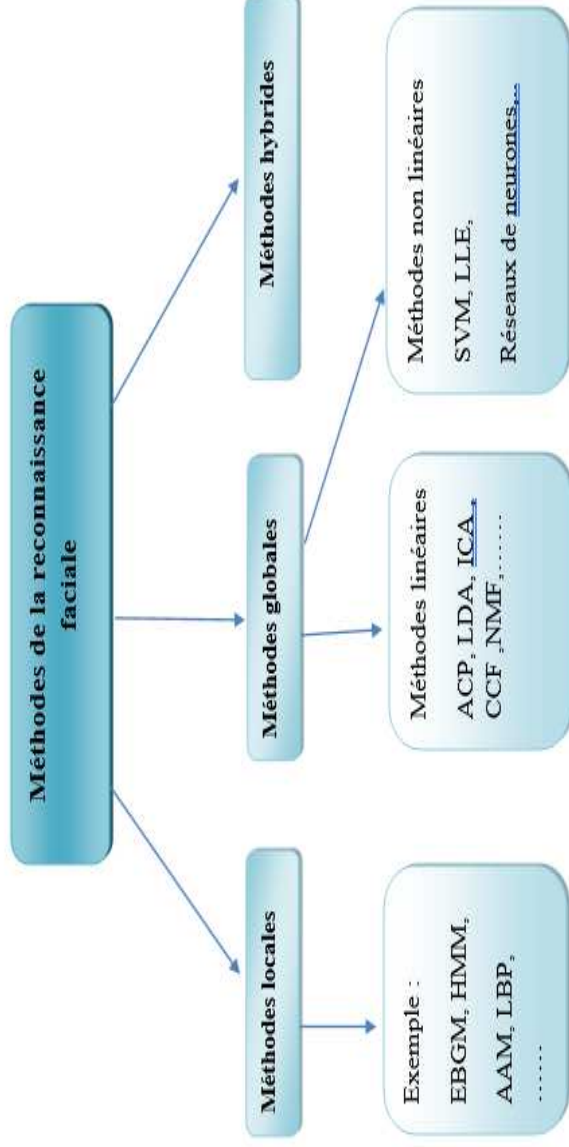 Méthodes de la reconnaissance
faciale
Méthodes locales
Méthodes globales
Méthodes hybrides
Exemple :
EBGM, HMM,
AAM, LBP,
......
Méthodes linéaires
ACP, LDA, ICA ,
CCF ,NMF,......
Méthodes non linéaires
SVM, LLE,
Réseaux de neurones,..